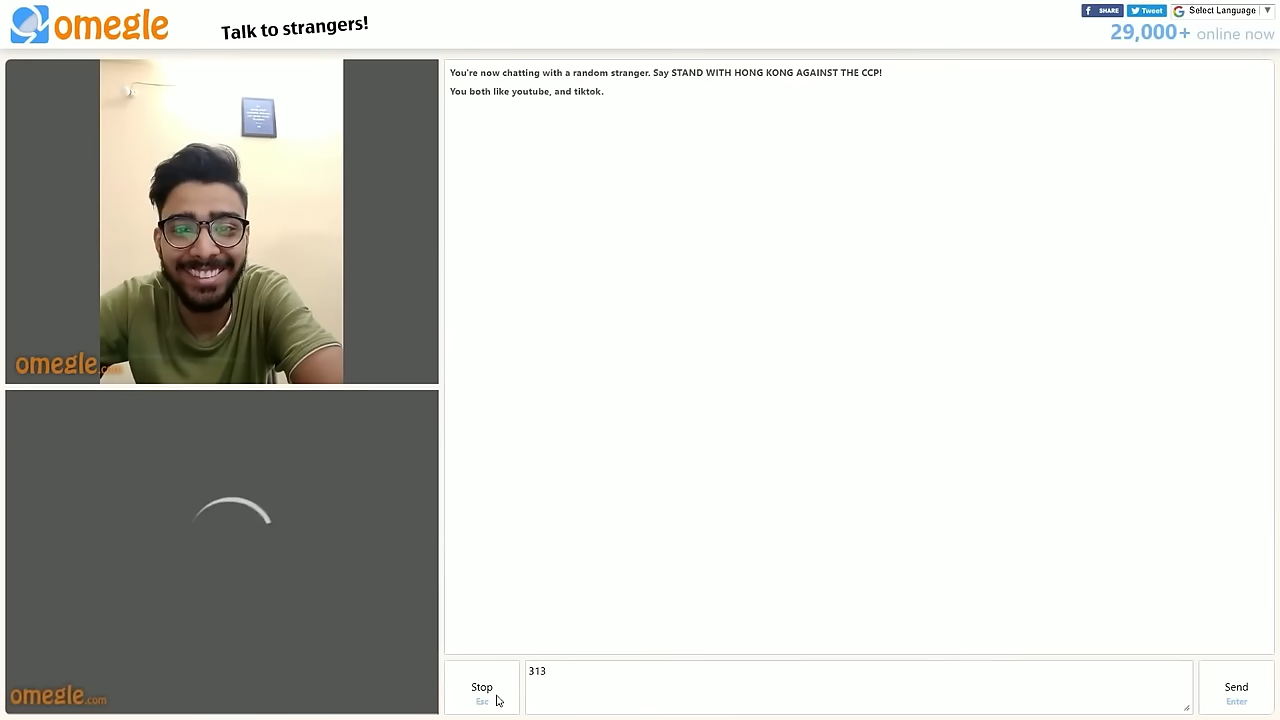 omegle
Talk to strangers!
SHARE
Tweet
Select Language ▼
29,000+ online now
You're now chatting with a random stranger. Say STAND WITH HONG KONG AGAINST THE CCP!
You both like youtube, and tiktok.
omegle.com
omegle.com
Stop
Esc
313
Send
Enter